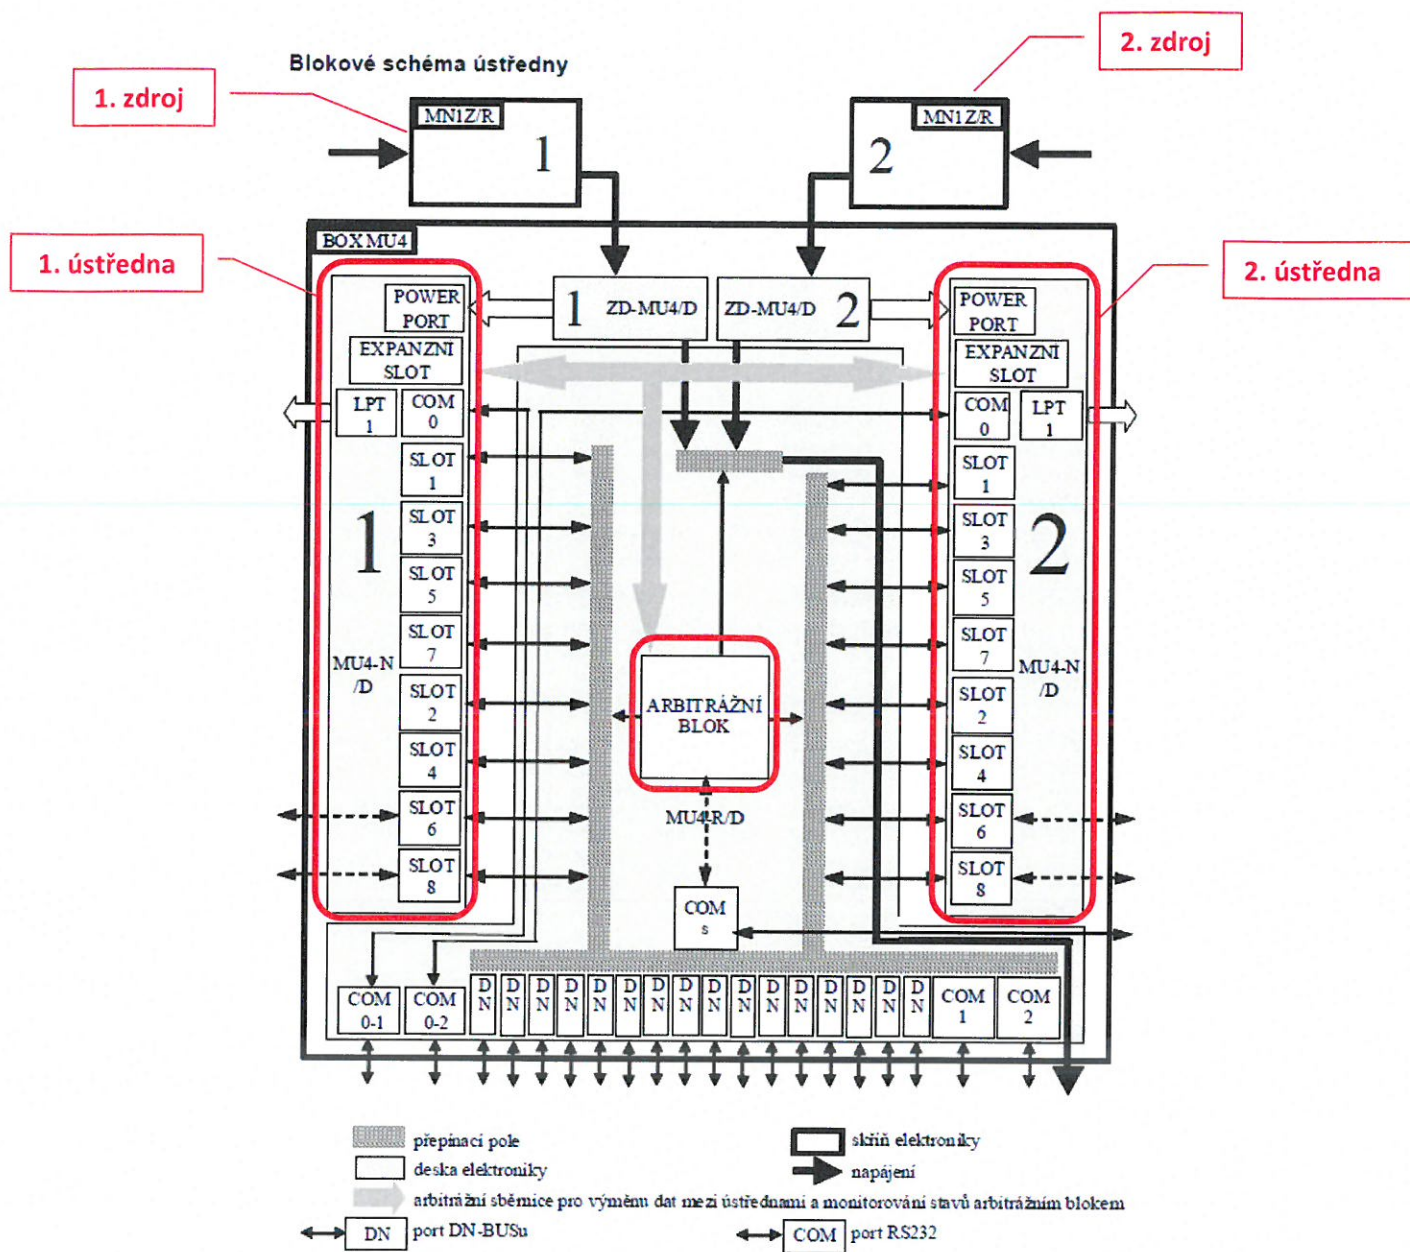 2. zdroj
Blokové schéma ústředny
1. zdroj
MN1Z/R
1
MN1Z/R
2
BOX MU4
1. ústředna
2. ústředna
POWER
PORT
1 ZD-MU4/D
ZD-MU4/D 2
POWER
PORT
EXPANZNÍ
SLOT
EXPANZNÍ
SLOT
LPT
1
COM
0
COM
0
LPT
1
SLOT
1
SLOT
1
SLOT
3
SLOT
3
1
2
SLOT
5
SLOT
5
SLOT
7
SLOT
7
MU4-N
/D
MU4-N
/D
SLOT
2
SLOT
2
ARBITRÁŽNÍ
BLOK
SLOT
4
SLOT
4
SLOT
6
MU4-R/D
SLOT
6
SLOT
8
SLOT
8
COM
s
COM
0-1
COM
0-2
D
N
D
N
D
N
D
N
D
N
D
N
D
N
D
N
D
N
D
N
D
N
D
N
D
N
D
N
D
N
D
N
COM
1
COM
2
přepínací pole
skříň elektroniky
deska elektroniky
napájení
arbitrážní sběrnice pro výměnu dat mezi ústřednami a monitorování stavů arbitrážním blokem
DN port DN-BUSu
COM port RS232